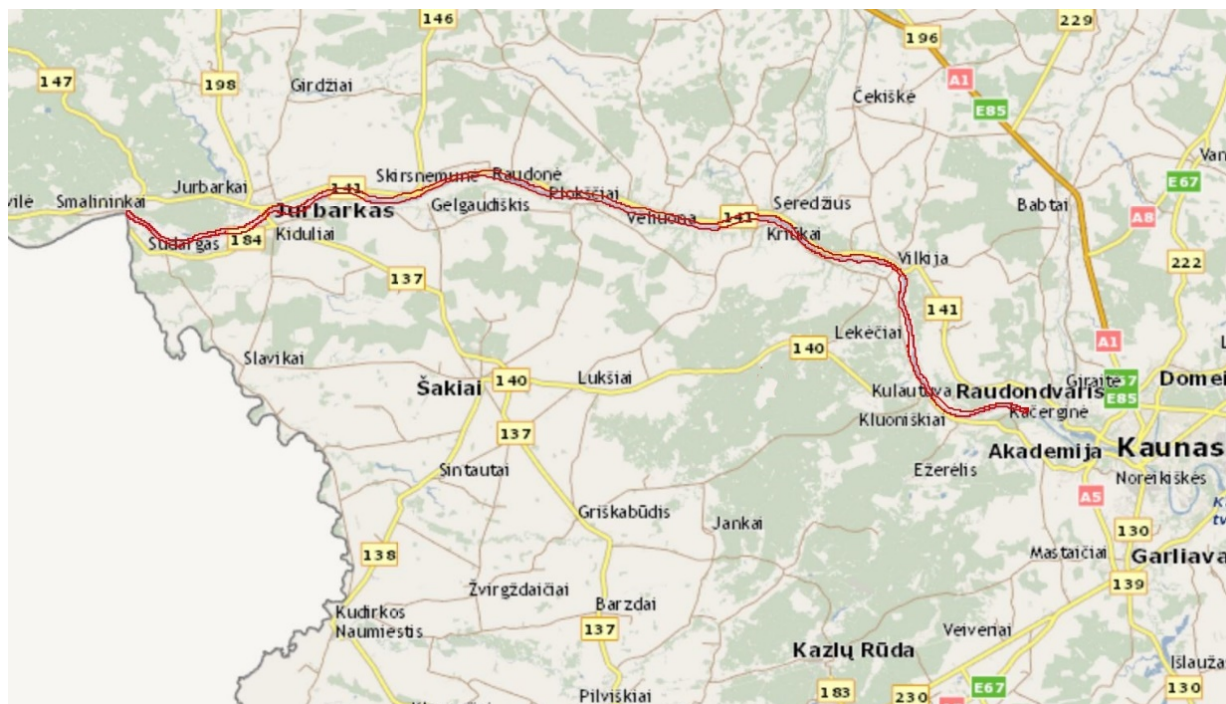 146
229
196
147
198
Girdžiai
A1
Čekiškė
E85
Van
E67
Skirsnemunė
Raudonė
141
Jurbarkai
Plokščiai
vilė
Smalininkai
Gelgaudiškis
Seredžius
Babtai
Jurbarkas
Veliuona
141
A8
Kiduliai
Kriūkai
Sudargas
184
Vilkija
222
137
141
Lekėčiai
A1
140
Slavikai
Šakiai
140
Lukšiai
Giraitė
E85
Domei
Kulautuva
Raudondvaris
Kačerginė
Kluoniškiai
137
Akademija
Kaunas
Sintautai
Ežerėlis
Noreikiškės
A5
Griškabūdis
Jankai
130
138
Mastaičiai
Garliava
Žvirgždaičiai
139
Kudirkos
Naumiestis
Barzdai
137
Veiveriai
Kazlų Rūda
Išlauža
E67
183
230
130
Pilviškiai